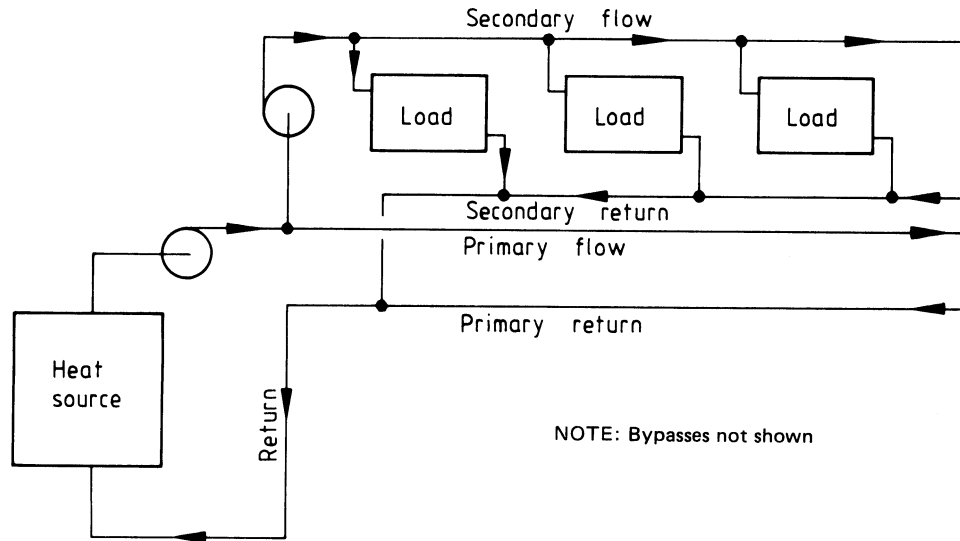 Secondary flow
Load
Load
Load
Secondary return
Primary flow
Primary return
Heat
source
Return
NOTE: Bypasses not shown